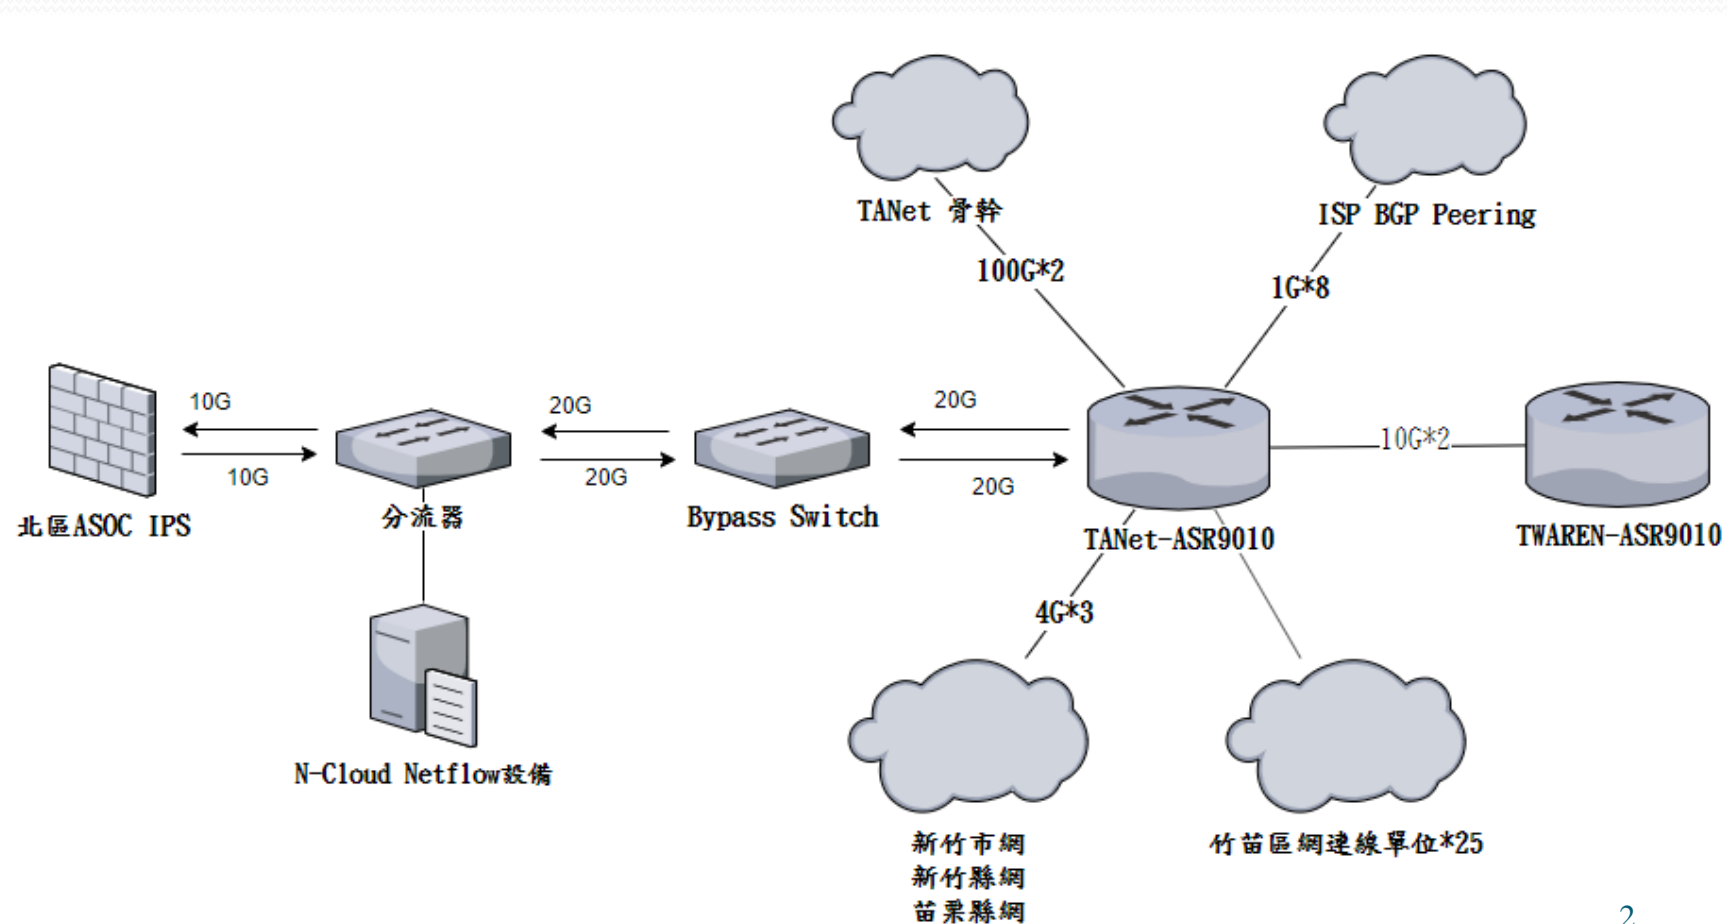 TANet 骨幹
ISP BGP Peering
100G*2
1G*8
10G
20G
20G
10G*2
10G
20G
20G
北區ASOC IPS
分流器
Bypass Switch
TANet-ASR9010
TWAREN-ASR9010
4G*3
N-Cloud Netflow設備
新竹市網
新竹縣網
苗栗縣網
竹苗區網連線單位*25
2